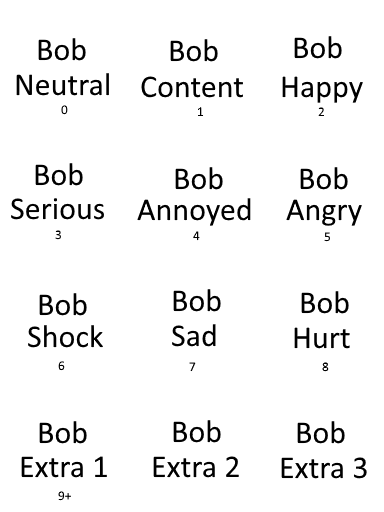 Bob Bob Bob
Neutral Content Happy
0 1 2
Bob Bob Bob
Serious Annoyed Angry
3 4 5
Bob Bob Bob
Shock Sad Hurt
6 7 8
Bob Bob Bob
Extra 1 Extra 2 Extra 3
9+